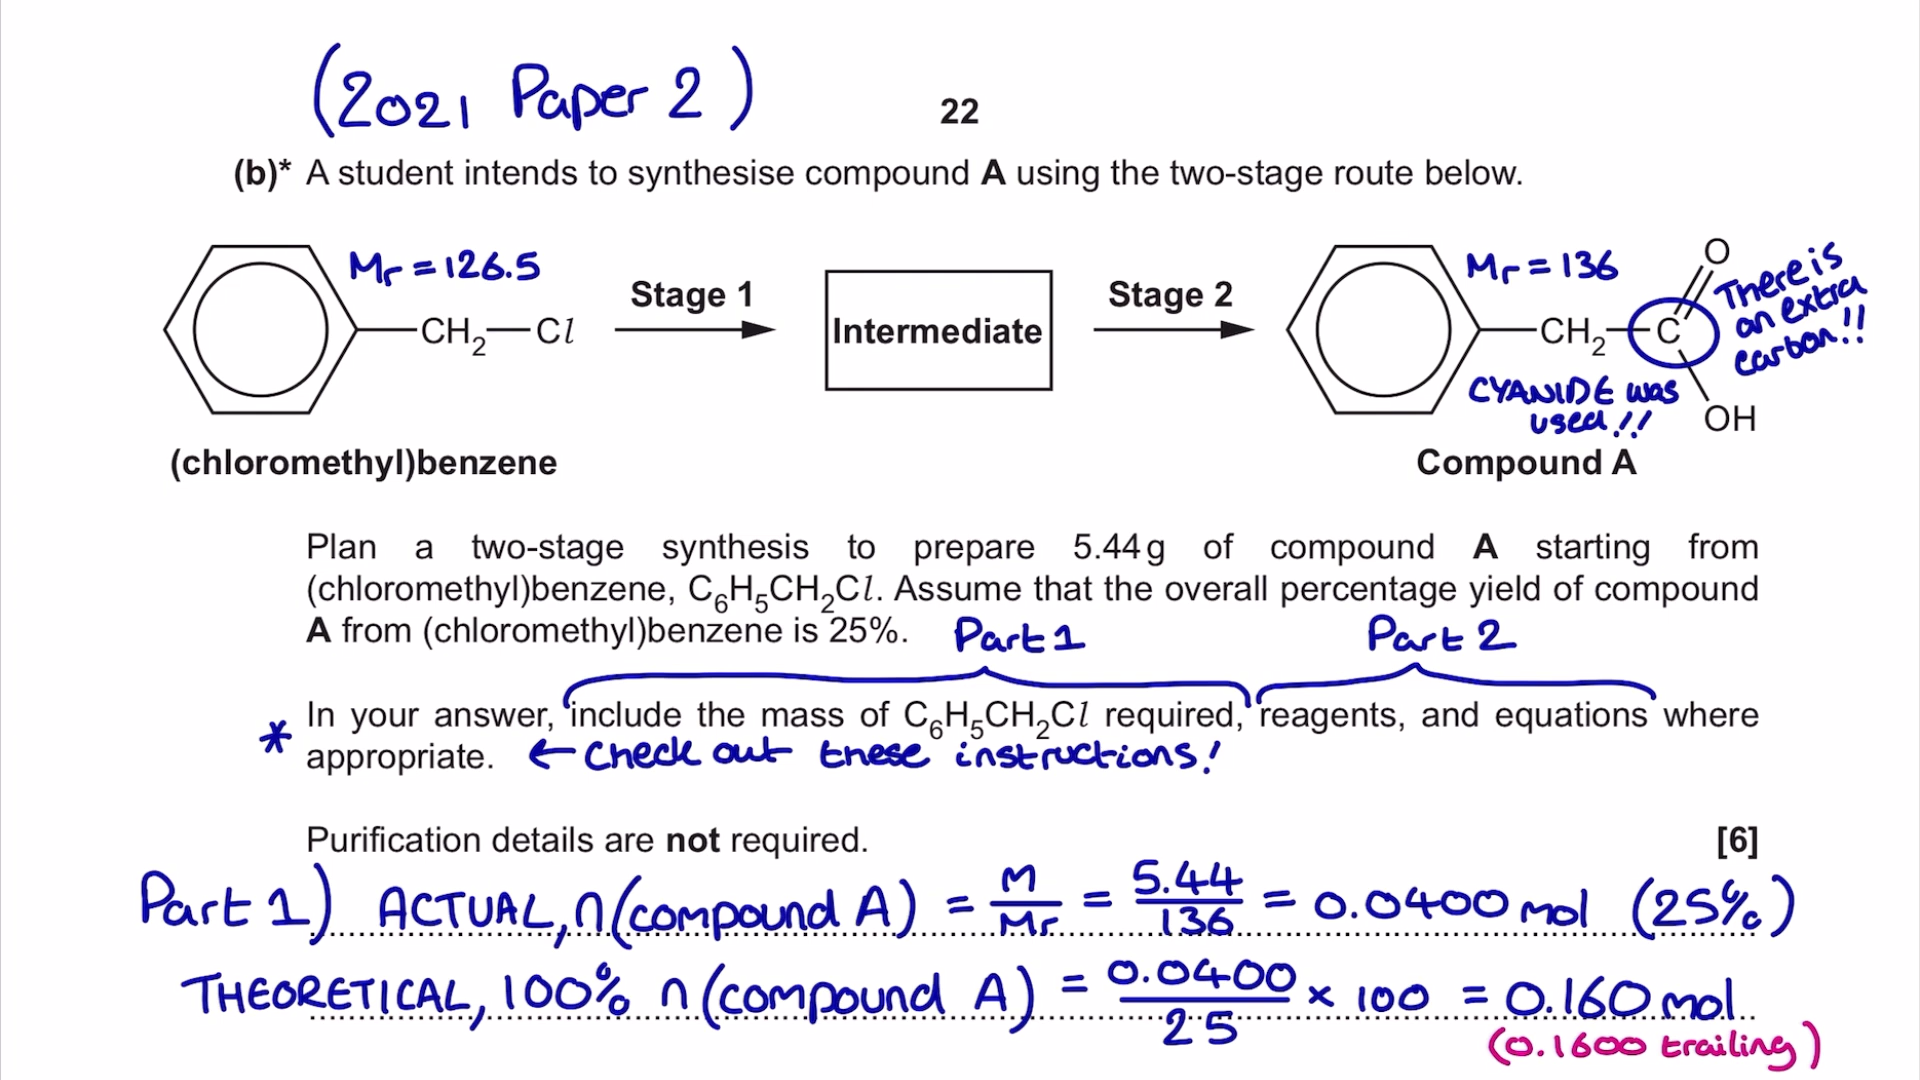 (2021 Paper 2)
22
(b)* A student intends to synthesise compound A using the two-stage route below.
Mr = 126.5
CH2—Cl
Stage 1
Intermediate
Stage 2
Mr = 136
CH2—C
O
OH
There is
an extra
carbon!!
CYANIDE was
used!!
(chloromethyl)benzene
Compound A
Plan a two-stage synthesis to prepare 5.44 g of compound A starting from
(chloromethyl)benzene, C6H5CH2Cl. Assume that the overall percentage yield of compound
A from (chloromethyl)benzene is 25%.
Part 1
Part 2
* In your answer, include the mass of C6H5CH2Cl required, reagents, and equations where
appropriate. ← Check out these instructions!
Purification details are not required. [6]
Part 1) ACTUAL, n(compound A) = M/Mr = 5.44/136 = 0.0400 mol (25%)
THEORETICAL, 100% n(compound A) = 0.0400/25 × 100 = 0.160 mol
(0.1600 trailing)